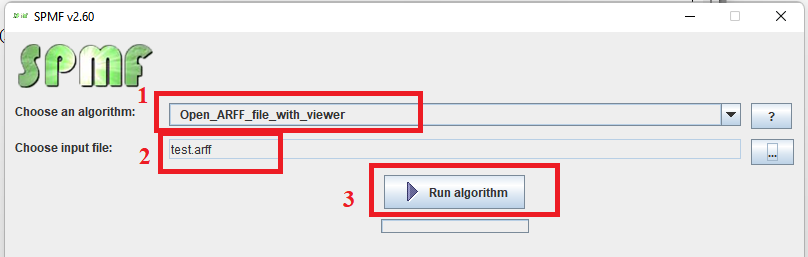 SPMF v2.60
SPMF
1
Choose an algorithm: Open_ARFF_file_with_viewer ?
2
Choose input file: test.arff ...
3
Run algorithm